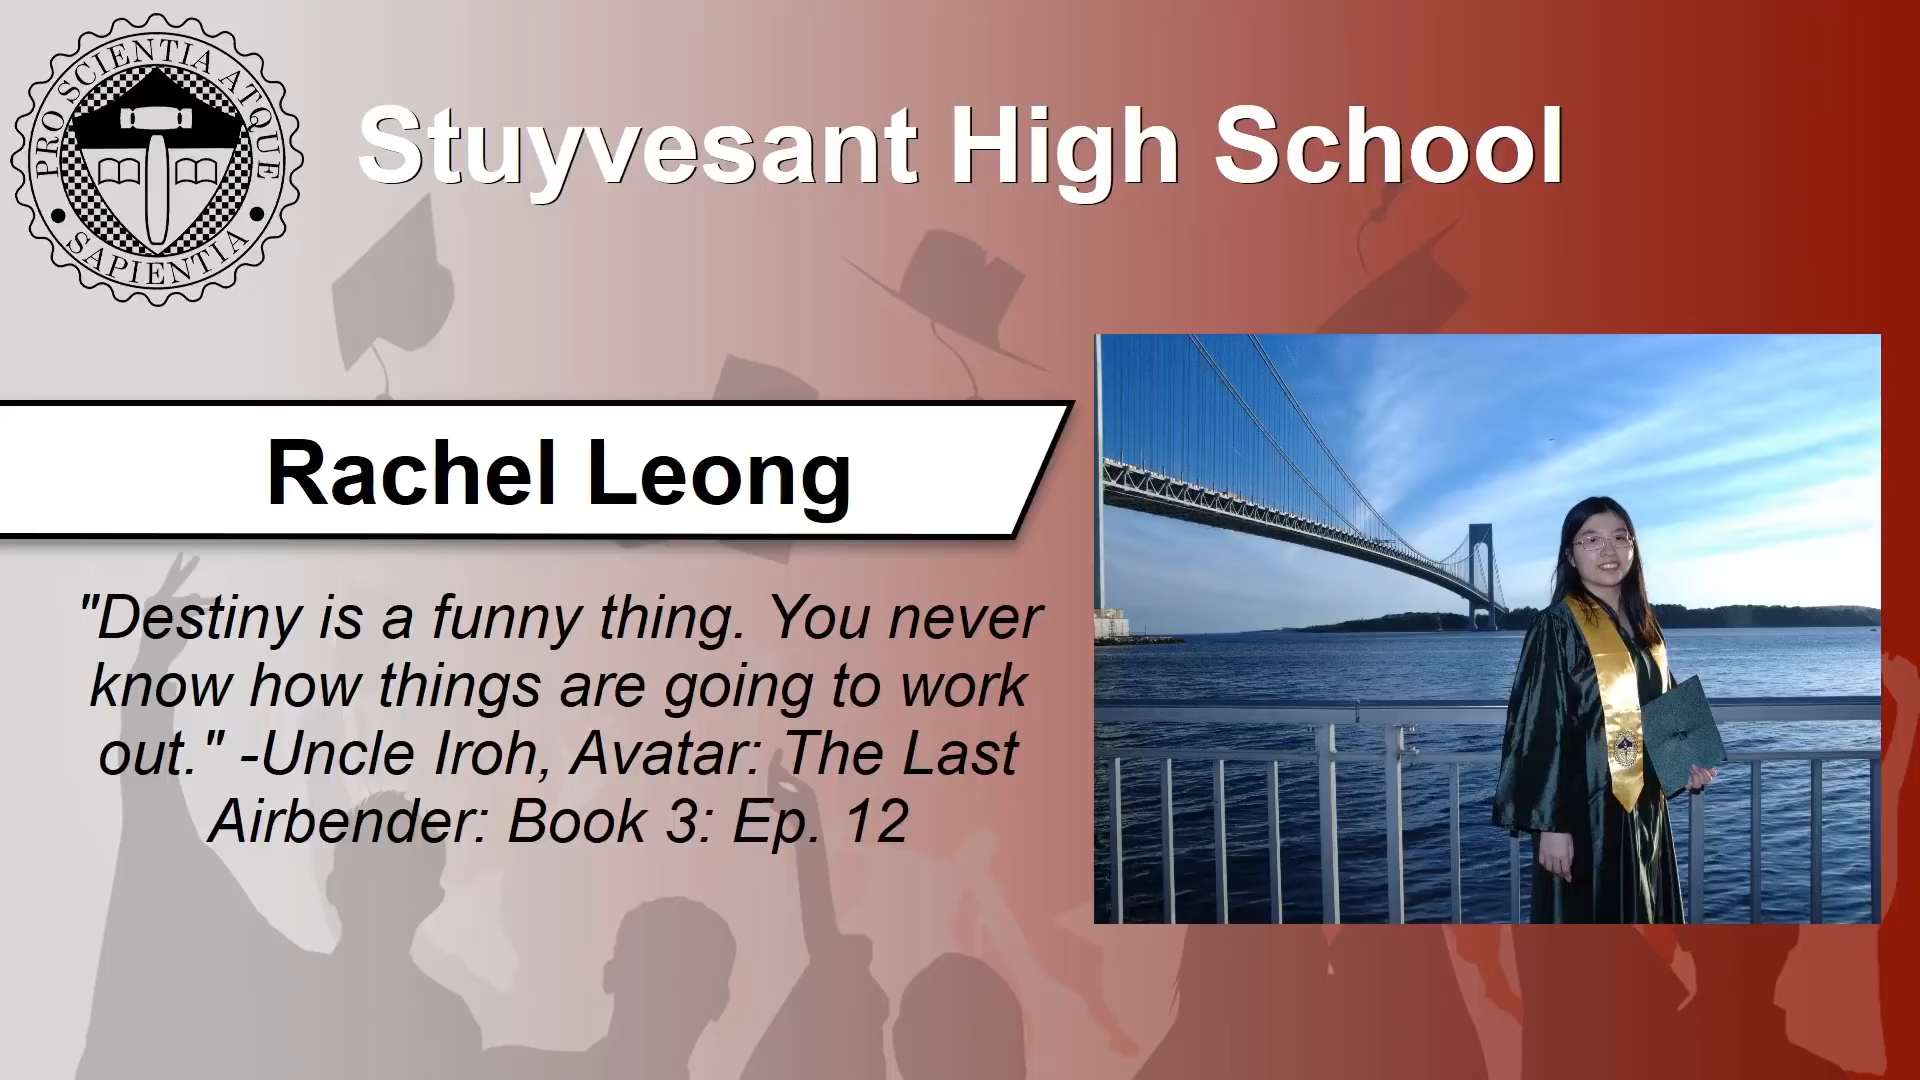 PRO SCIENTIA ATQUE
SAPIENTIA
Stuyvesant High School
Rachel Leong
"Destiny is a funny thing. You never
know how things are going to work
out." -Uncle Iroh, Avatar: The Last
Airbender: Book 3: Ep. 12